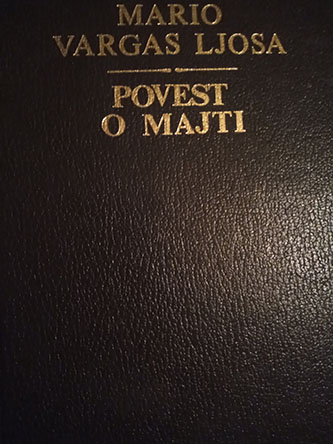 MARIO
VARGAS LJOSA
POVEST
O MAJTI